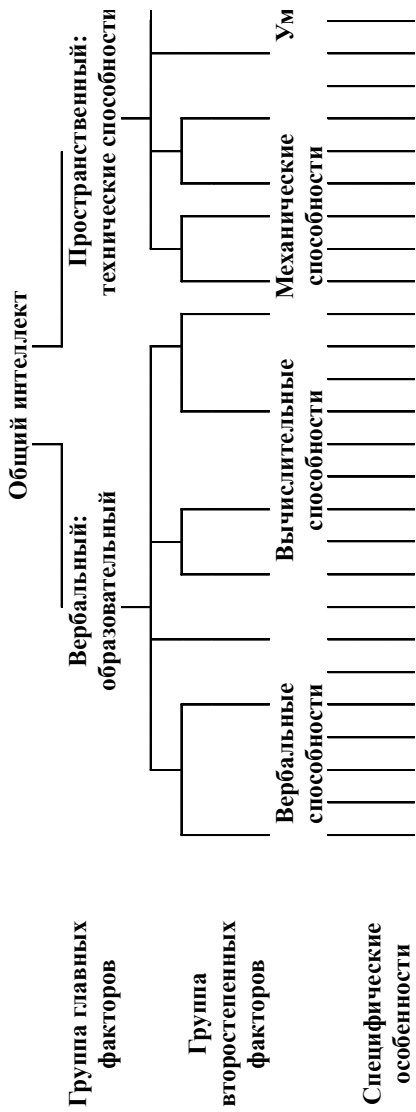 Общий интеллект
Группа главных
факторов
Вербальный:
образовательный
Пространственный:
технические способности
Группа
второстепенных
факторов
Вербальные
способности
Вычислительные
способности
Механические
способности
Ум
Специфические
особенности